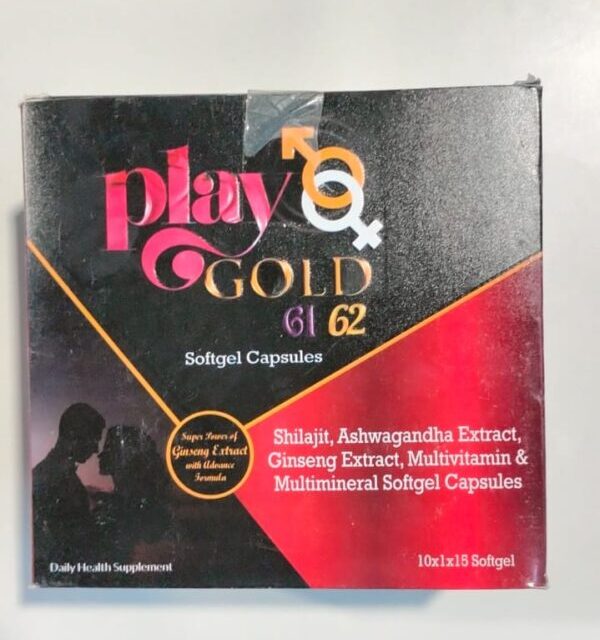 play
GOLD
61 62
Softgel Capsules
Super Power of
Ginseng Extract
with Advance
Formula
Shilajit, Ashwagandha Extract,
Ginseng Extract, Multivitamin &
Multimineral Softgel Capsules
Daily Health Supplement
10x1x15 Softgel